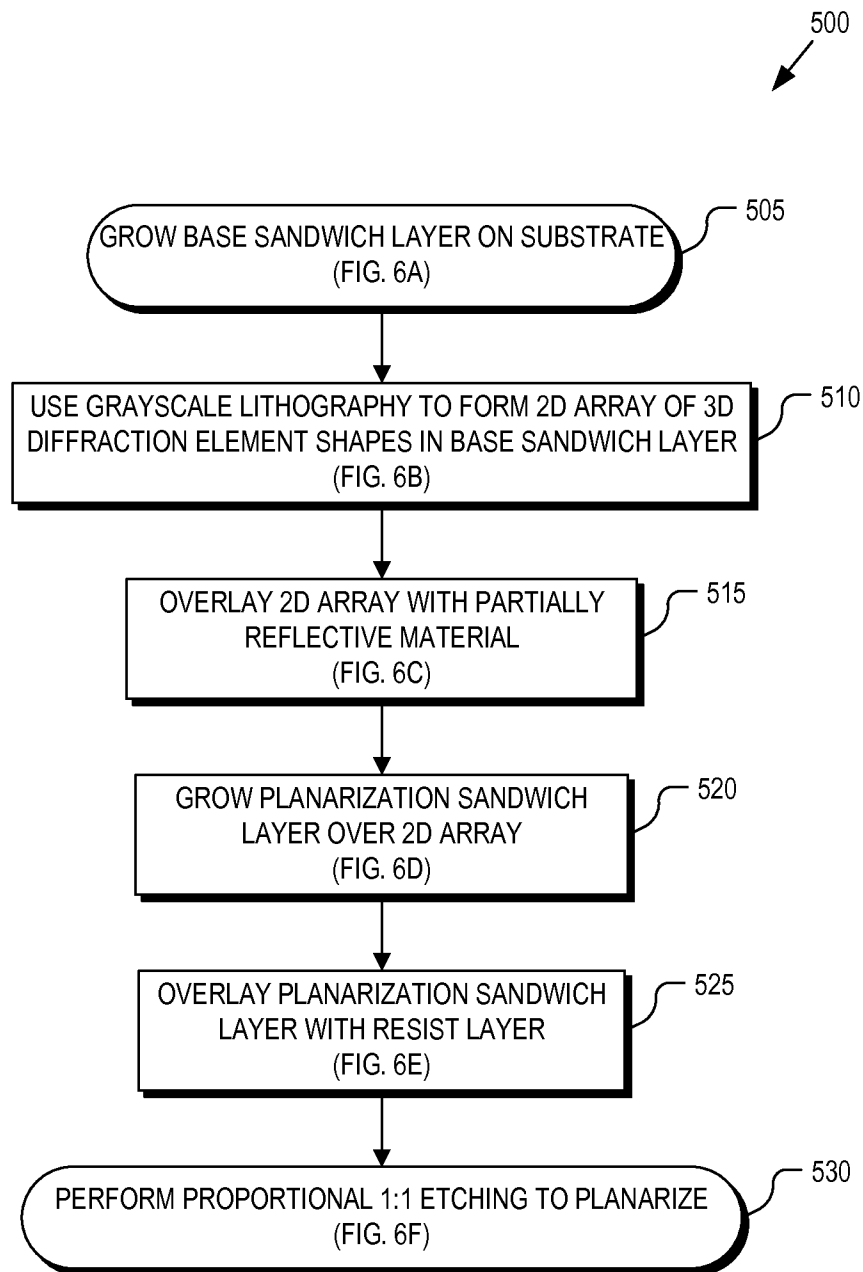 500
GROW BASE SANDWICH LAYER ON SUBSTRATE
(FIG. 6A)
505
USE GRAYSCALE LITHOGRAPHY TO FORM 2D ARRAY OF 3D
DIFFRACTION ELEMENT SHAPES IN BASE SANDWICH LAYER
(FIG. 6B)
510
OVERLAY 2D ARRAY WITH PARTIALLY
REFLECTIVE MATERIAL
(FIG. 6C)
515
GROW PLANARIZATION SANDWICH
LAYER OVER 2D ARRAY
(FIG. 6D)
520
OVERLAY PLANARIZATION SANDWICH
LAYER WITH RESIST LAYER
(FIG. 6E)
525
PERFORM PROPORTIONAL 1:1 ETCHING TO PLANARIZE
(FIG. 6F)
530